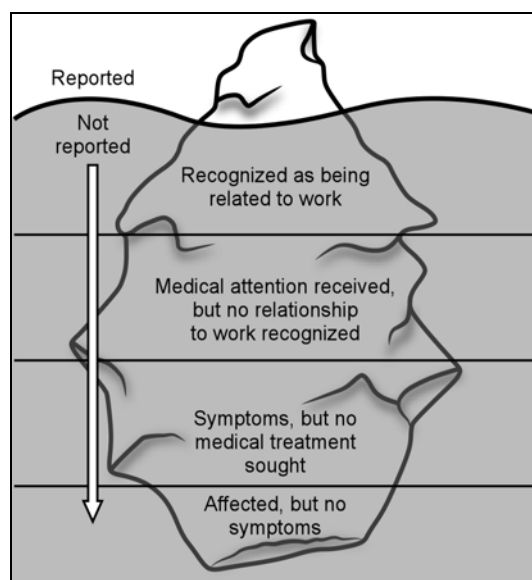 Reported
Not
reported
Recognized as being
related to work
Medical attention received,
but no relationship
to work recognized
Symptoms, but no
medical treatment
sought
Affected, but no
symptoms